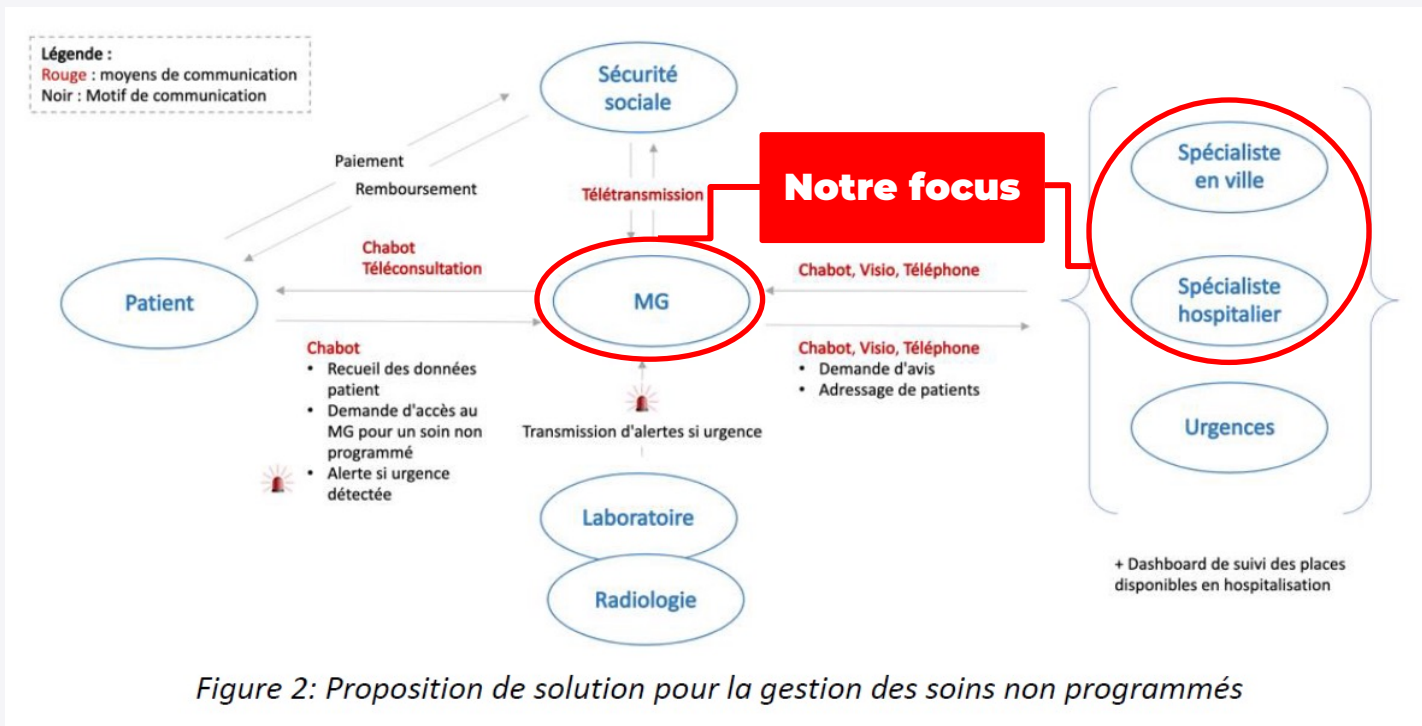 Légende :
Rouge : moyens de communication
Noir : Motif de communication
Sécurité
sociale
Paiement
Remboursement
Télétransmission
Notre focus
Spécialiste
en ville
Chabot
Téléconsultation
Patient
MG
Chabot, Visio, Téléphone
Spécialiste
hospitalier
Chabot
• Recueil des données
patient
• Demande d'accès au
MG pour un soin non
programmé
• Alerte si urgence
détectée
Chabot, Visio, Téléphone
• Demande d'avis
• Adressage de patients
Transmission d'alertes si urgence
Urgences
Laboratoire
Radiologie
+ Dashboard de suivi des places
disponibles en hospitalisation
Figure 2: Proposition de solution pour la gestion des soins non programmés